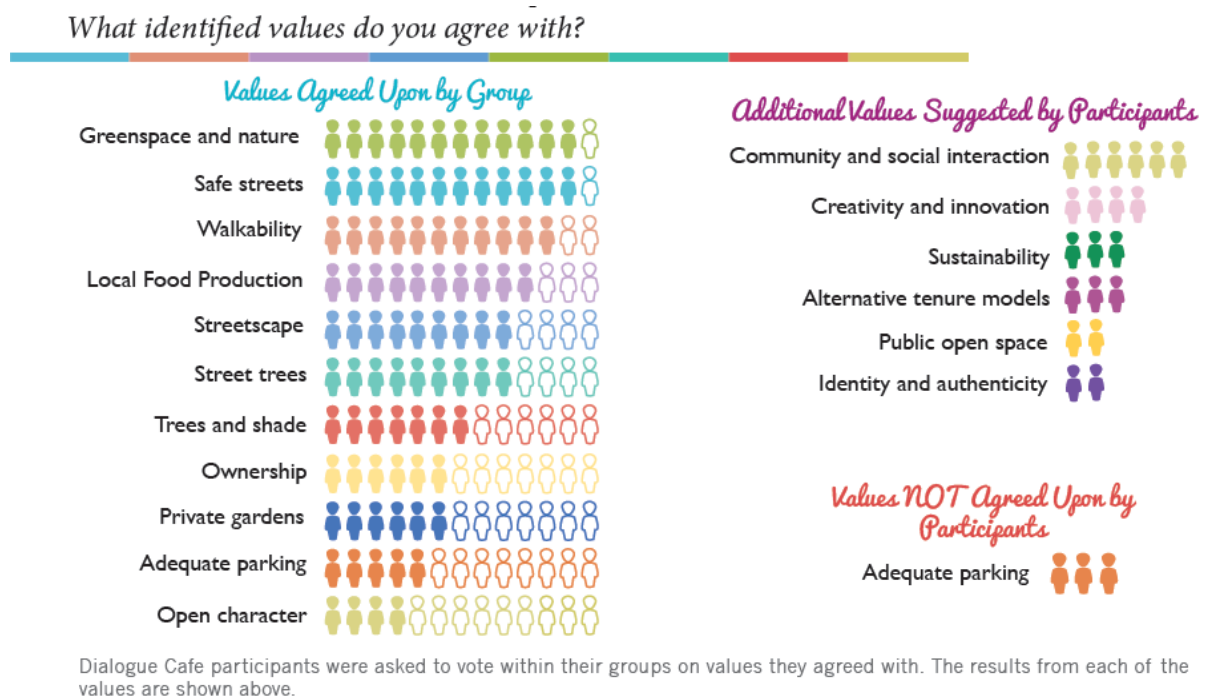 What identified values do you agree with?
Values Agreed Upon by Group
Greenspace and nature
Safe streets
Walkability
Local Food Production
Streetscape
Street trees
Trees and shade
Ownership
Private gardens
Adequate parking
Open character
Additional Values Suggested by Participants
Community and social interaction
Creativity and innovation
Sustainability
Alternative tenure models
Public open space
Identity and authenticity
Values NOT Agreed Upon by
Participants
Adequate parking
Dialogue Cafe participants were asked to vote within their groups on values they agreed with. The results from each of the
values are shown above.